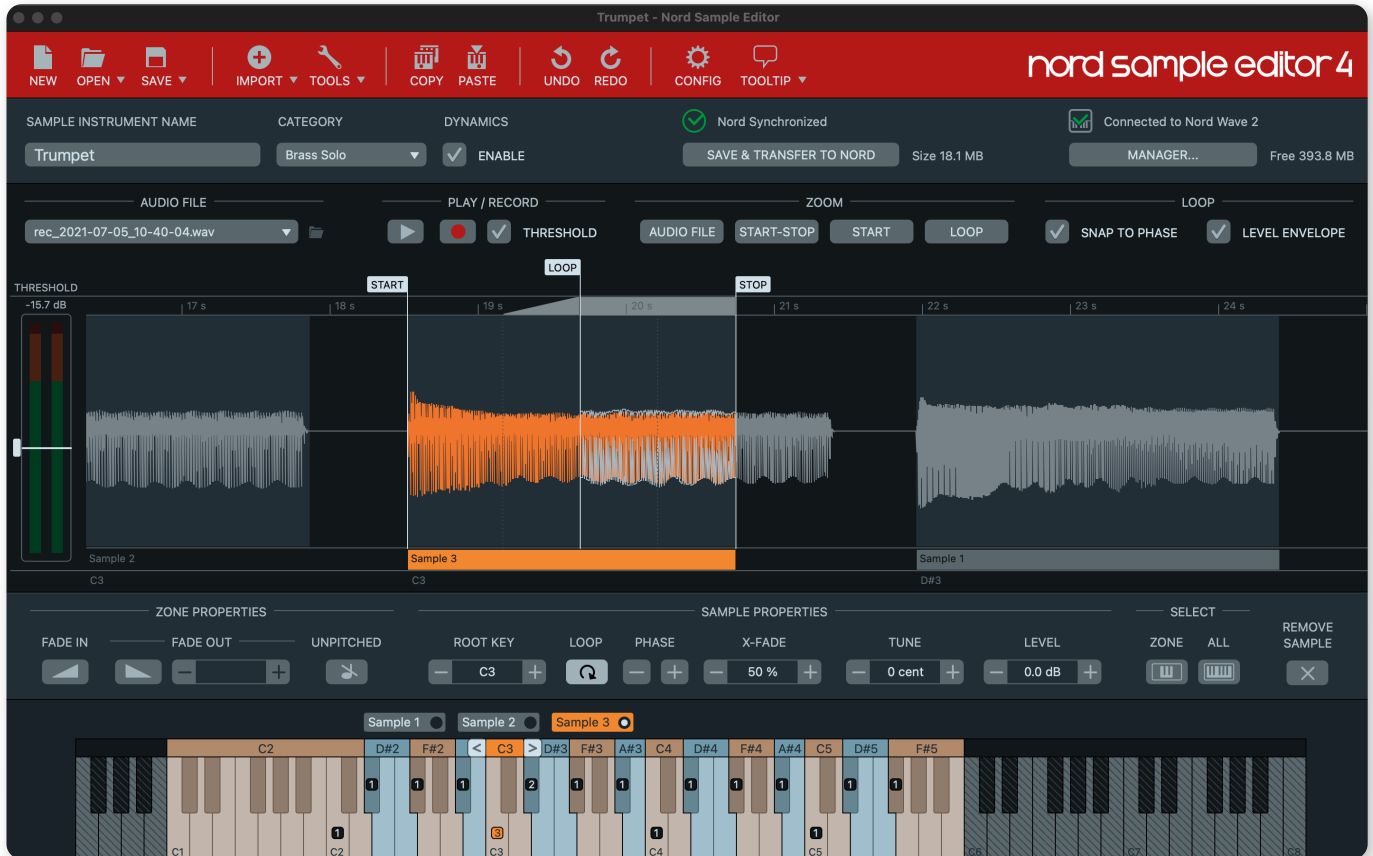 Trumpet - Nord Sample Editor
NEW OPEN SAVE IMPORT TOOLS COPY PASTE UNDO REDO CONFIG TOOLTIP
nord sample editor 4
SAMPLE INSTRUMENT NAME CATEGORY DYNAMICS Nord Synchronized Connected to Nord Wave 2
Trumpet Brass Solo ENABLE SAVE & TRANSFER TO NORD Size 18.1 MB MANAGER... Free 393.8 MB
AUDIO FILE PLAY / RECORD ZOOM LOOP
rec_2021-07-05_10-40-04.wav THRESHOLD AUDIO FILE START-STOP START LOOP SNAP TO PHASE LEVEL ENVELOPE
LOOP
START STOP
THRESHOLD
-15.7 dB 17 s 18 s 19 s 20 s 21 s 22 s 23 s 24 s
Sample 2 Sample 3 Sample 1
C3 C3 D#3
ZONE PROPERTIES SAMPLE PROPERTIES SELECT
REMOVE
SAMPLE
FADE IN FADE OUT UNPITCHED ROOT KEY LOOP PHASE X-FADE TUNE LEVEL ZONE ALL
C3 50 % 0 cent 0.0 dB
Sample 1 Sample 2 Sample 3
C2 D#2 F#2 < C3 > D#3 F#3 A#3 C4 D#4 F#4 A#4 C5 D#5 F#5
1 1 1 2 1 1 1 1 1 1 1
1 3 1 1
C1 C2 C3 C4 C5 C6 C7 C8